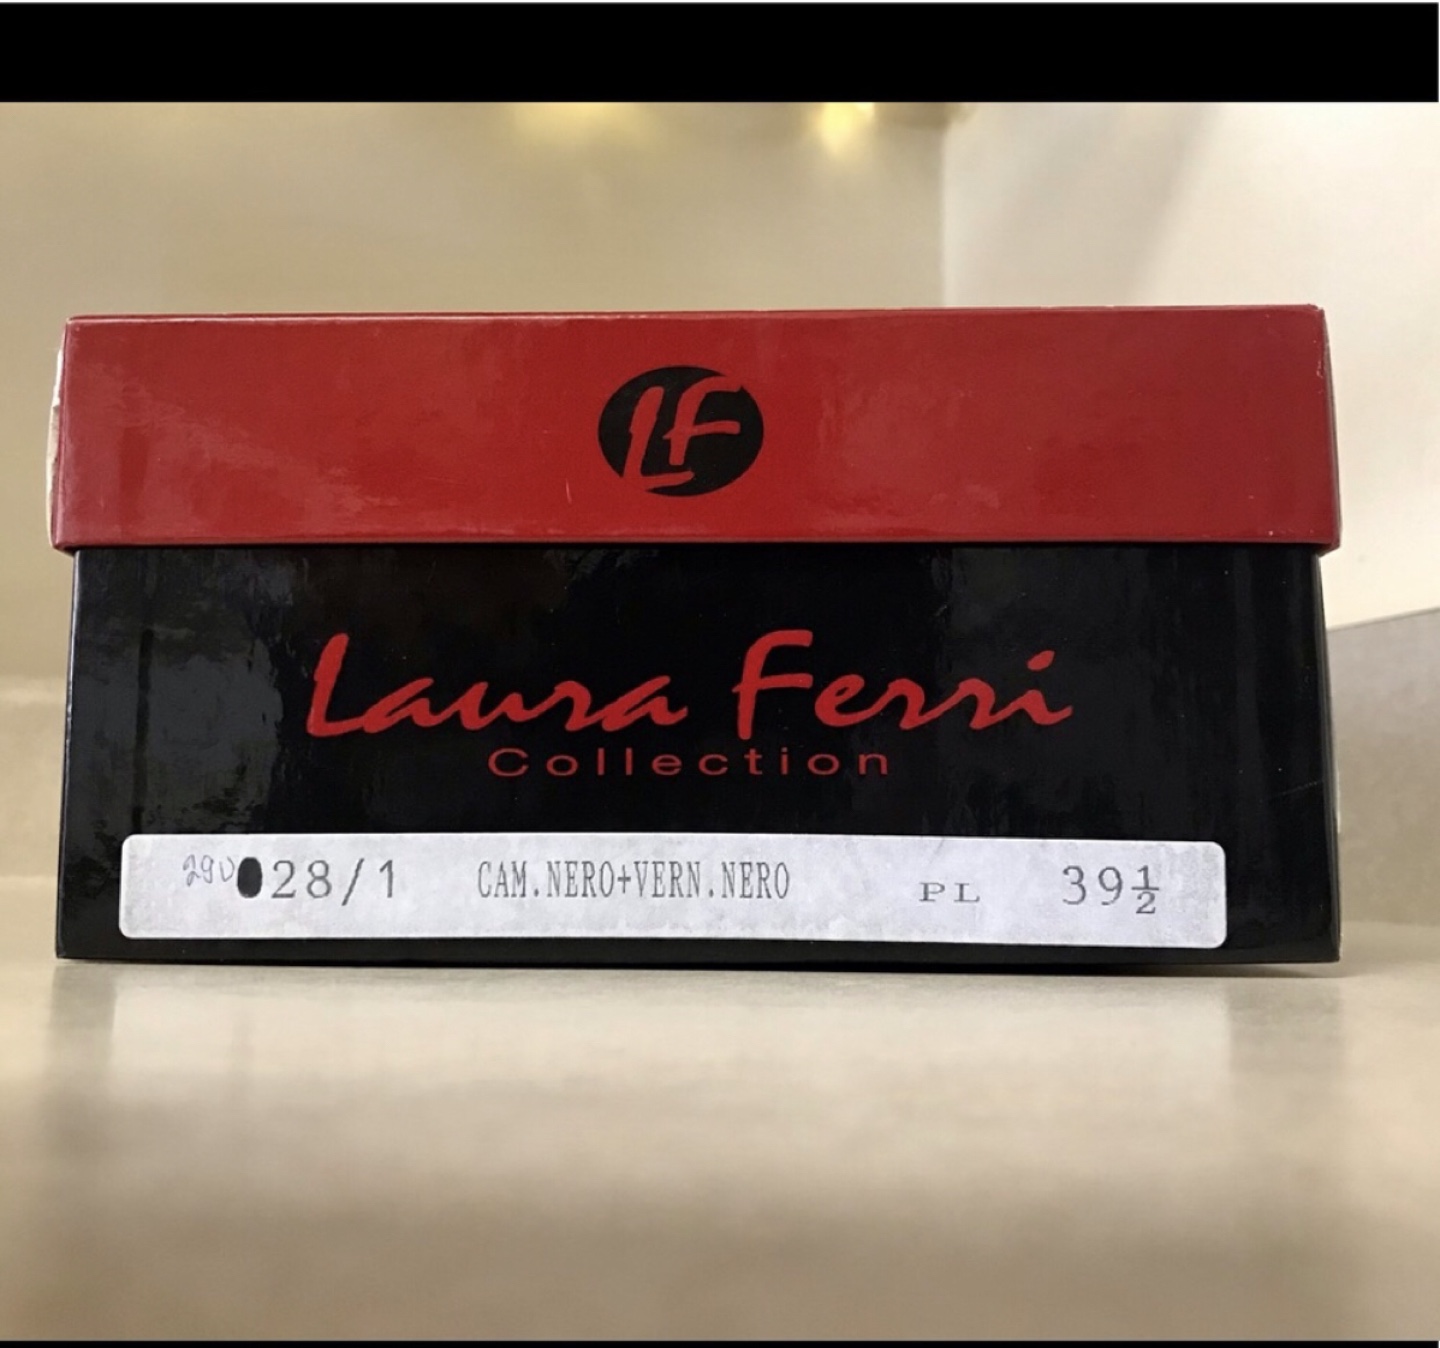 LF
Laura Ferri
Collection
28/1 CAM.NERO+VERN.NERO PL 39½